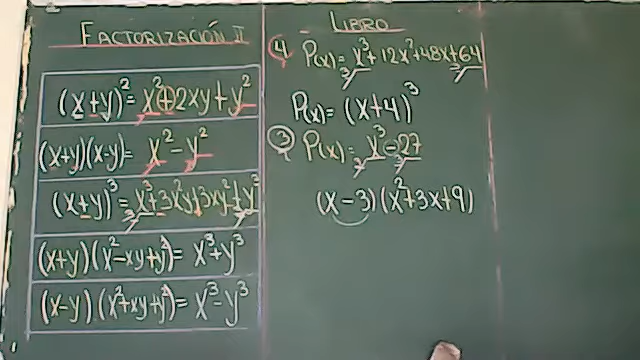 FACTORIZACIÓN II
(x+y)² = x²+2xy+y²
(x+y)(x-y)= x²-y²
(x+y)³ = x³+3x²y+3xy²+y³
(x+y)(x²-xy+y²)= x³+y³
(x-y)(x²+xy+y²)= x³-y³
LIBRO
4 P(x)= x³+12x²+48x+64
P(x)= (x+4)³
3 P(x)= x³-27
(x-3)(x²+3x+9)